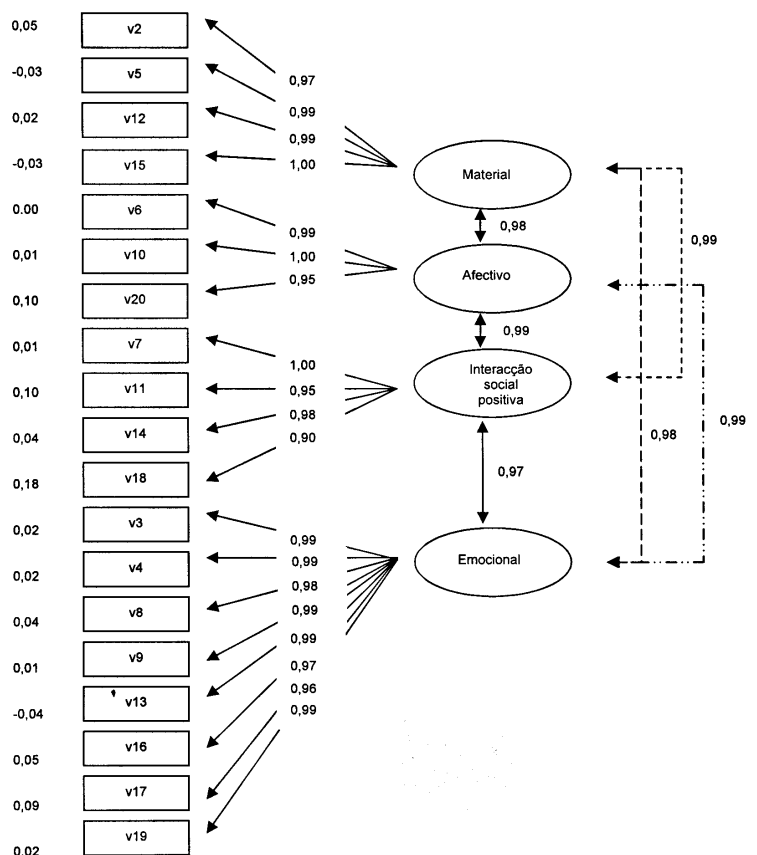 0,05 v2
-0,03 v5 0,97
0,02 v12 0,99
0,99
-0,03 v15 1,00 Material
0.00 v6 0,98
0,99 0,99
0,01 v10 1,00
0,10 v20 0,95 Afectivo
0,01 v7 0,99
1,00 Interacção
0,10 v11 0,95 social
0,98 positiva
0,04 v14 0,90 0,98 0,99
0,18 v18 0,97
0,02 v3
0,99
0,02 v4 0,99 Emocional
0,98
0,04 v8 0,99
0,01 v9 0,99
0,97
-0,04 v13 0,96
0,99
0,05 v16
0,09 v17
0,02 v19